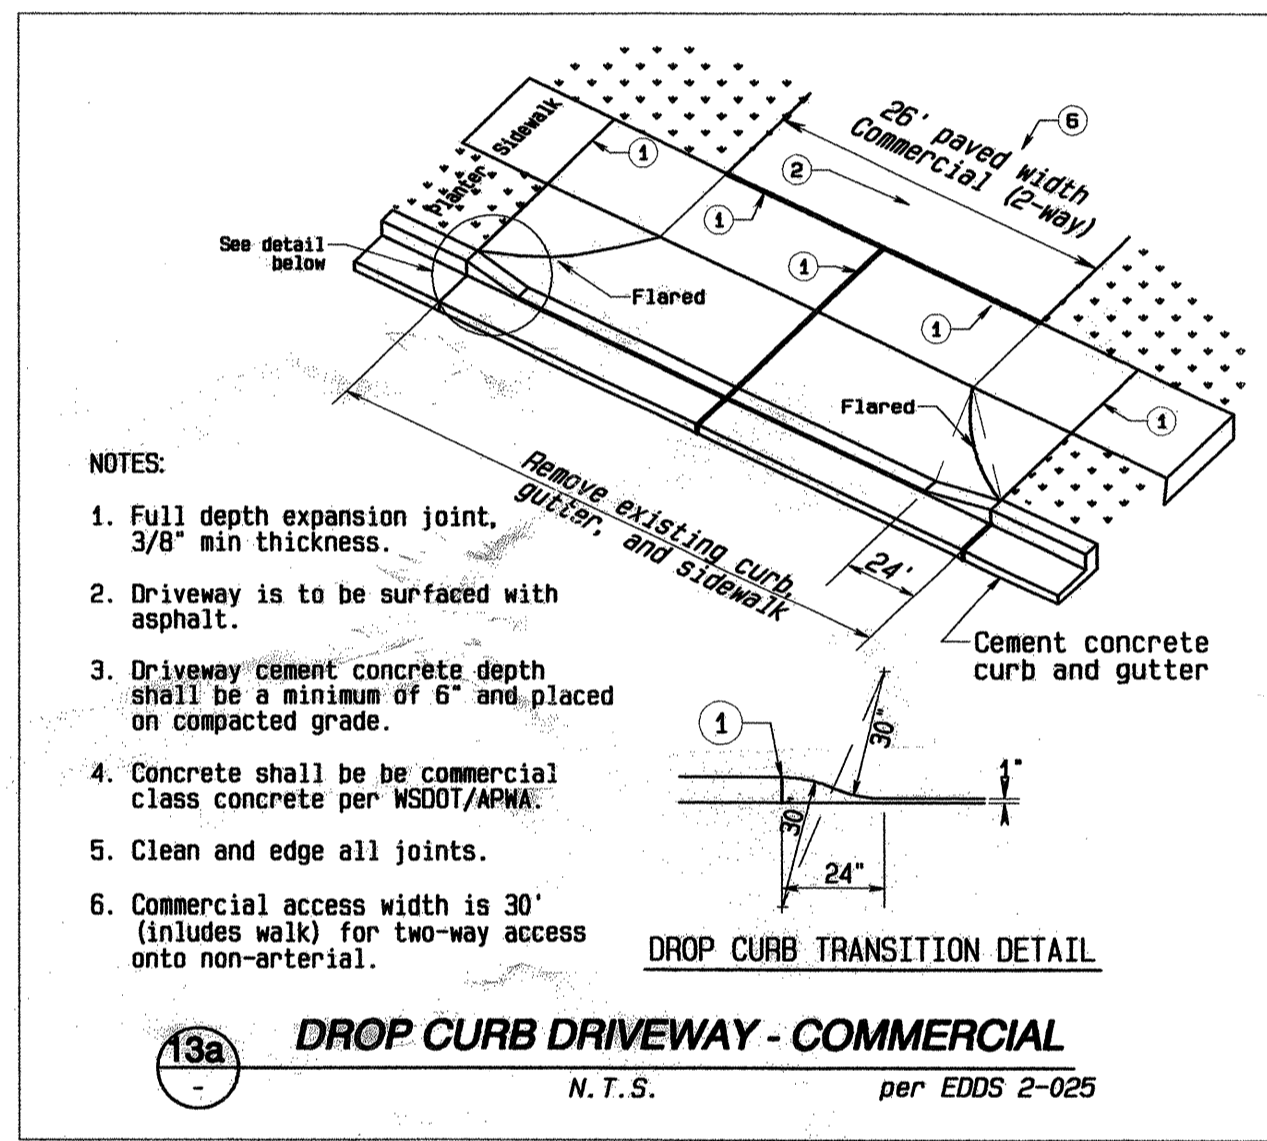 Sidewalk
Planter
1
26' paved width
Commercial (2-way)
6
2
1
1
1
See detail
below
Flared
Flared
1
Remove existing curb,
gutter, and sidewalk
24'
Cement concrete
curb and gutter
NOTES:
1. Full depth expansion joint,
3/8" min thickness.
2. Driveway is to be surfaced with
asphalt.
3. Driveway cement concrete depth
shall be a minimum of 6" and placed
on compacted grade.
4. Concrete shall be be commercial
class concrete per WSDOT/APWA.
5. Clean and edge all joints.
6. Commercial access width is 30'
(inludes walk) for two-way access
onto non-arterial.
1
30"
30"
1"
24"
DROP CURB TRANSITION DETAIL
13a
-
DROP CURB DRIVEWAY - COMMERCIAL
N.T.S.
per EDDS 2-025